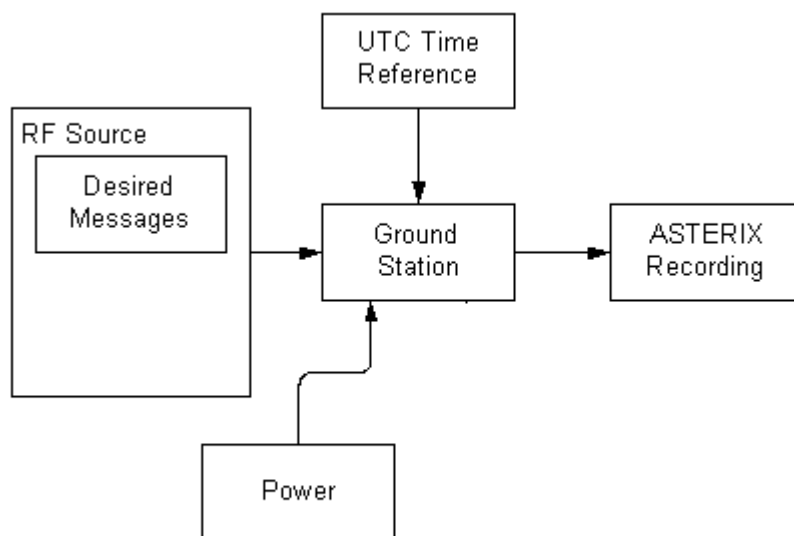 UTC Time
Reference
RF Source
Desired
Messages
Ground
Station
ASTERIX
Recording
Power